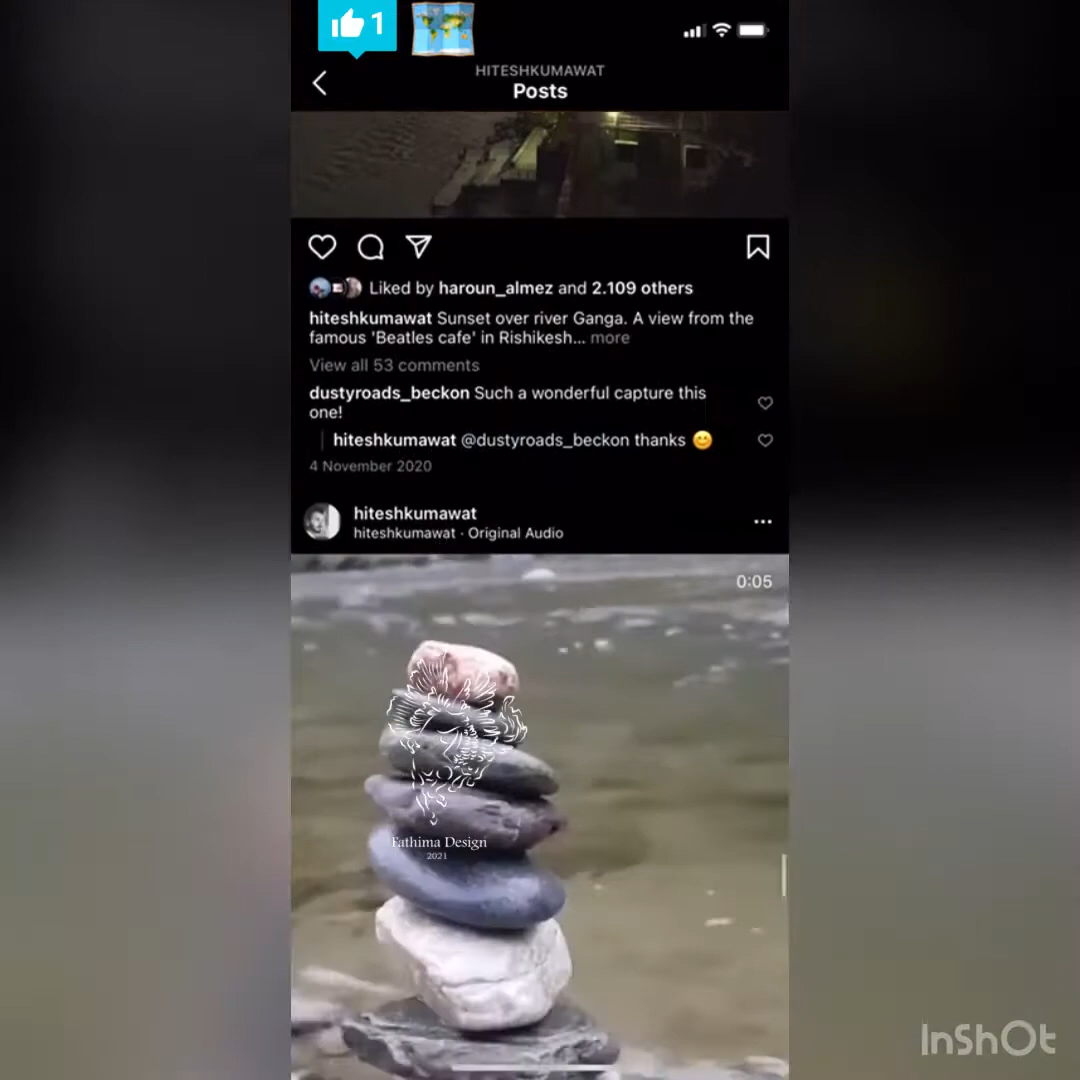 1
HITESHKUMAWAT
Posts
Liked by haroun_almez and 2.109 others
hiteshkumawat Sunset over river Ganga. A view from the
famous 'Beatles cafe' in Rishikesh... more
View all 53 comments
dustyroads_beckon Such a wonderful capture this
one!
hiteshkumawat @dustyroads_beckon thanks 😊
4 November 2020
hiteshkumawat
hiteshkumawat · Original Audio
0:05
Fathima Design
2021
InShOt